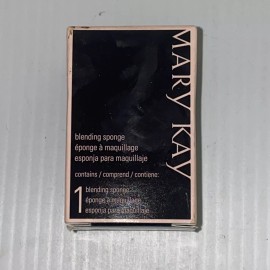 MARY KAY
blending sponge
éponge à maquillage
esponja para maquillaje
contains / comprend / contiene:
1 blending sponge
éponge à maquillage
esponja para maquillaje